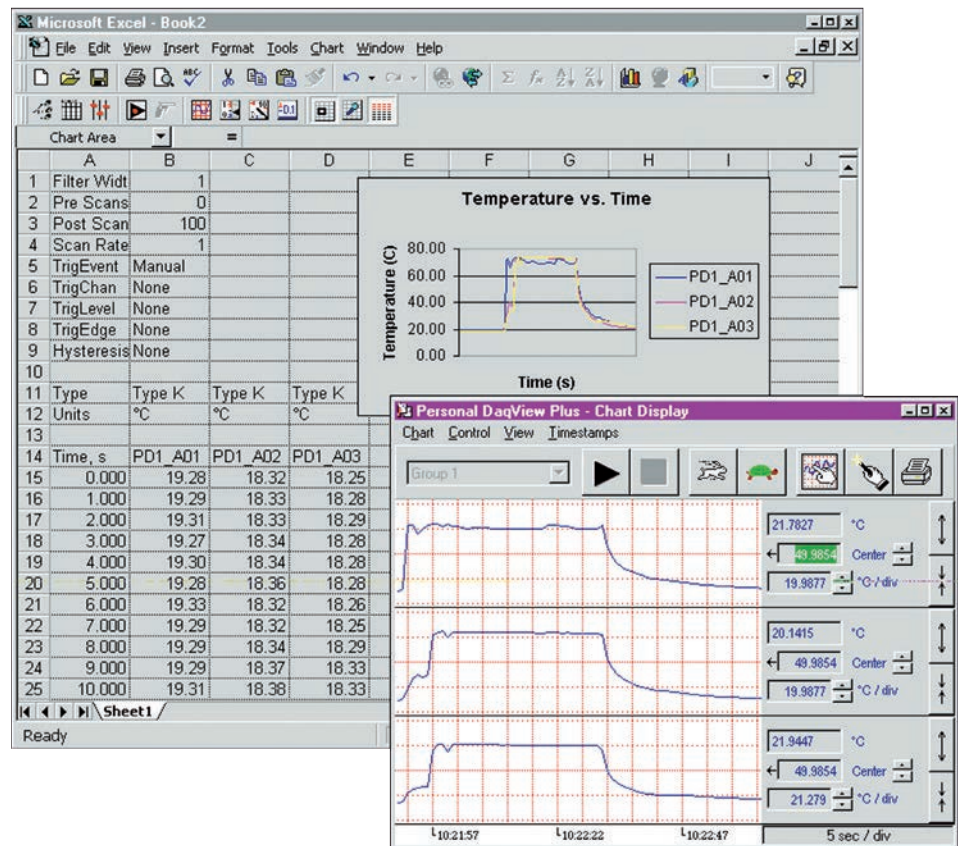 Microsoft Excel - Book2
File Edit View Insert Format Tools Chart Window Help
Chart Area =
A B C D E F G H I J
1 Filter Widt 1
2 Pre Scans 0
3 Post Scan 100
4 Scan Rate 1
5 TrigEvent Manual
6 TrigChan None
7 TrigLevel None
8 TrigEdge None
9 Hysteresis None
10
11 Type Type K Type K Type K
12 Units °C °C °C
13
14 Time, s PD1_A01 PD1_A02 PD1_A03
15 0.000 19.28 18.32 18.25
16 1.000 19.29 18.33 18.28
17 2.000 19.31 18.33 18.29
18 3.000 19.27 18.34 18.28
19 4.000 19.30 18.34 18.28
20 5.000 19.28 18.36 18.28
21 6.000 19.33 18.32 18.26
22 7.000 19.29 18.32 18.25
23 8.000 19.29 18.34 18.29
24 9.000 19.29 18.37 18.33
25 10.000 19.31 18.38 18.33
Sheet1
Ready
Temperature vs. Time
Temperature (C)
80.00
60.00
40.00
20.00
0.00
PD1_A01
PD1_A02
PD1_A03
Time (s)
Personal DaqView Plus - Chart Display
Chart Control View Timestamps
Group 1
21.7827 °C
49.9854 Center
19.9877 °C / div
20.1415 °C
49.9854 Center
19.9877 °C / div
21.9447 °C
49.9854 Center
21.279 °C / div
10:21:57 10:22:22 10:22:47 5 sec / div